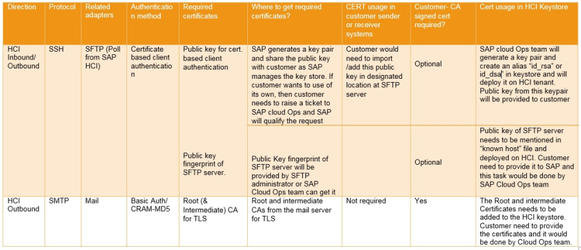 Direction Protocol Related adapters Authenticatio n method Required certificates Where to get required certificates? CERT usage in customer sender or receiver systems Customer- CA signed cert required? Cert usage in HCI Keystore
HCI Inbound/ Outbound
SSH
SFTP (Poll from SAP HCI)
Certificate based client authenticatio n
Public key for cert. based client authentication
SAP generates a key pair
and share the public key
with customer as SAP
manages the key store. If
customer wants to use of
its own, then customer
needs to raise a ticket to
SAP cloud Ops and SAP
will qualify the request
Customer would
need to import
/add this public
key in designated
location at SFTP
server
Optional
SAP cloud Ops team will
generate a key pair and
create an alias “id_rsa” or
id_dsa” in keystore and will
deploy it on HCI tenant.
Public key from this keypair
will be provided to customer
Public key
fingerprint of
SFTP server.
Public Key fingerprint of
SFTP server will be
provided by SFTP
administrator or SAP
Cloud Ops team can get it
Optional
Public key of SFTP server
needs to be mentioned in
“known host” file and
deployed on HCI. Customer
need to provide it to SAP and
this task would be done by
SAP Cloud Ops team
HCI
Outbound
SMTP
Mail
Basic Auth/
CRAM-MD5
Root (&
Intermediate) CA
for TLS
Root and intermediate
CAs from the mail server
for TLS
Not required
Yes
The Root and intermediate
Certificates needs to be
added to the HCI keystore.
Customer need to provide
the certificates and it would
be done by Cloud Ops team.